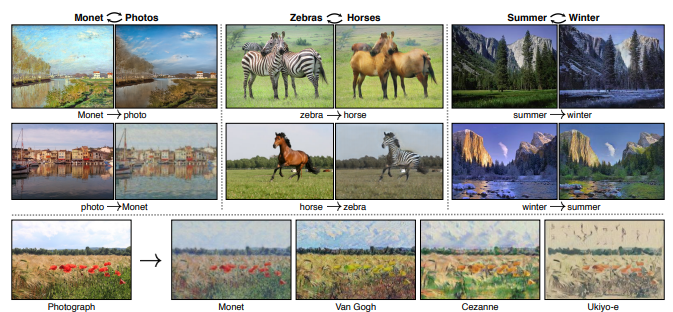 Monet ⟳ Photos
Zebras ⟳ Horses
Summer ⟳ Winter
Monet → photo
zebra → horse
summer → winter
photo → Monet
horse → zebra
winter → summer
Photograph
Monet
Van Gogh
Cezanne
Ukiyo-e